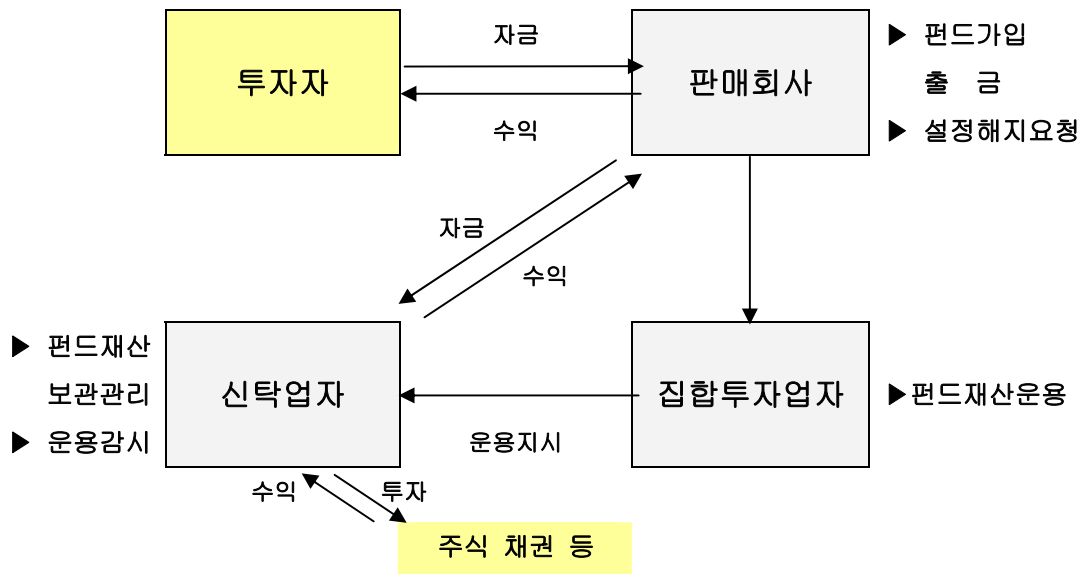 자금
▶ 펀드가입
투자자
판매회사
출 금
수익
▶ 설정해지요청
자금
수익
▶ 펀드재산
보관관리
▶ 운용감시
신탁업자
집합투자업자
▶펀드재산운용
운용지시
수익
투자
주식 채권 등